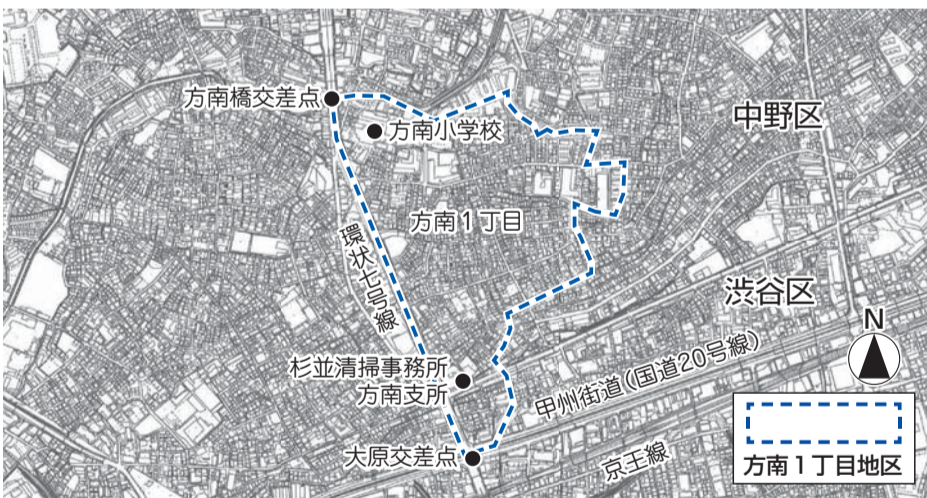 方南橋交差点
方南小学校
中野区
方南1丁目
環状七号線
渋谷区
N
杉並清掃事務所
方南支所
甲州街道(国道20号線)
大原交差点
京王線
方南1丁目地区